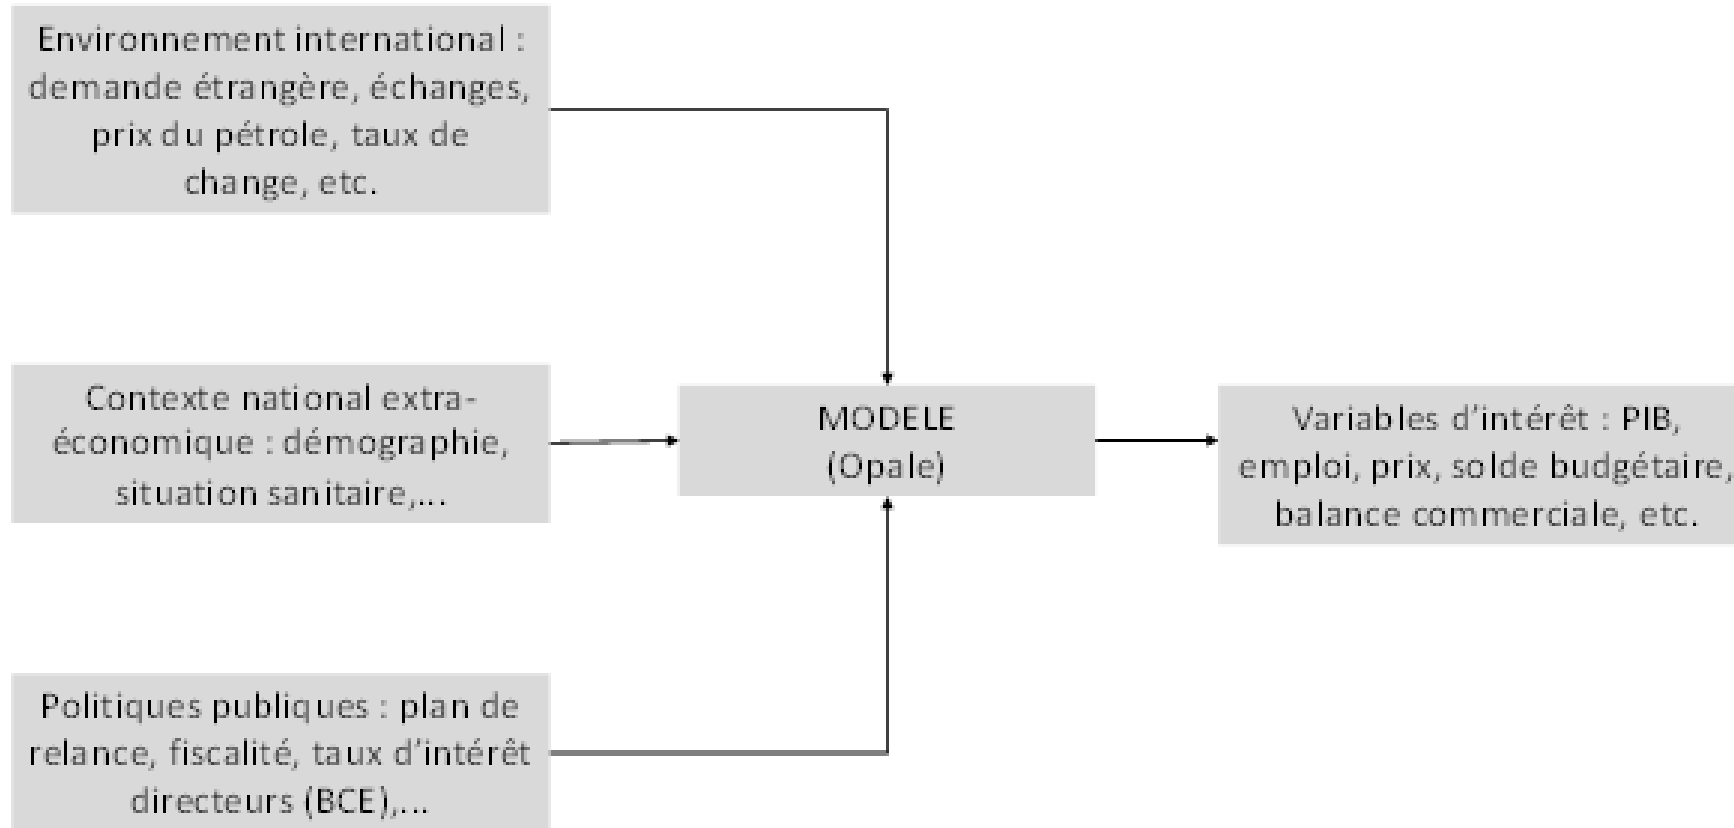 Environnement international :
demande étrangère, échanges,
prix du pétrole, taux de
change, etc.
Contexte national extra-
économique : démographie,
situation sanitaire,...
MODELE
(Opale)
Variables d'intérêt : PIB,
emploi, prix, solde budgétaire,
balance commerciale, etc.
Politiques publiques : plan de
relance, fiscalité, taux d'intérêt
directeurs (BCE),...